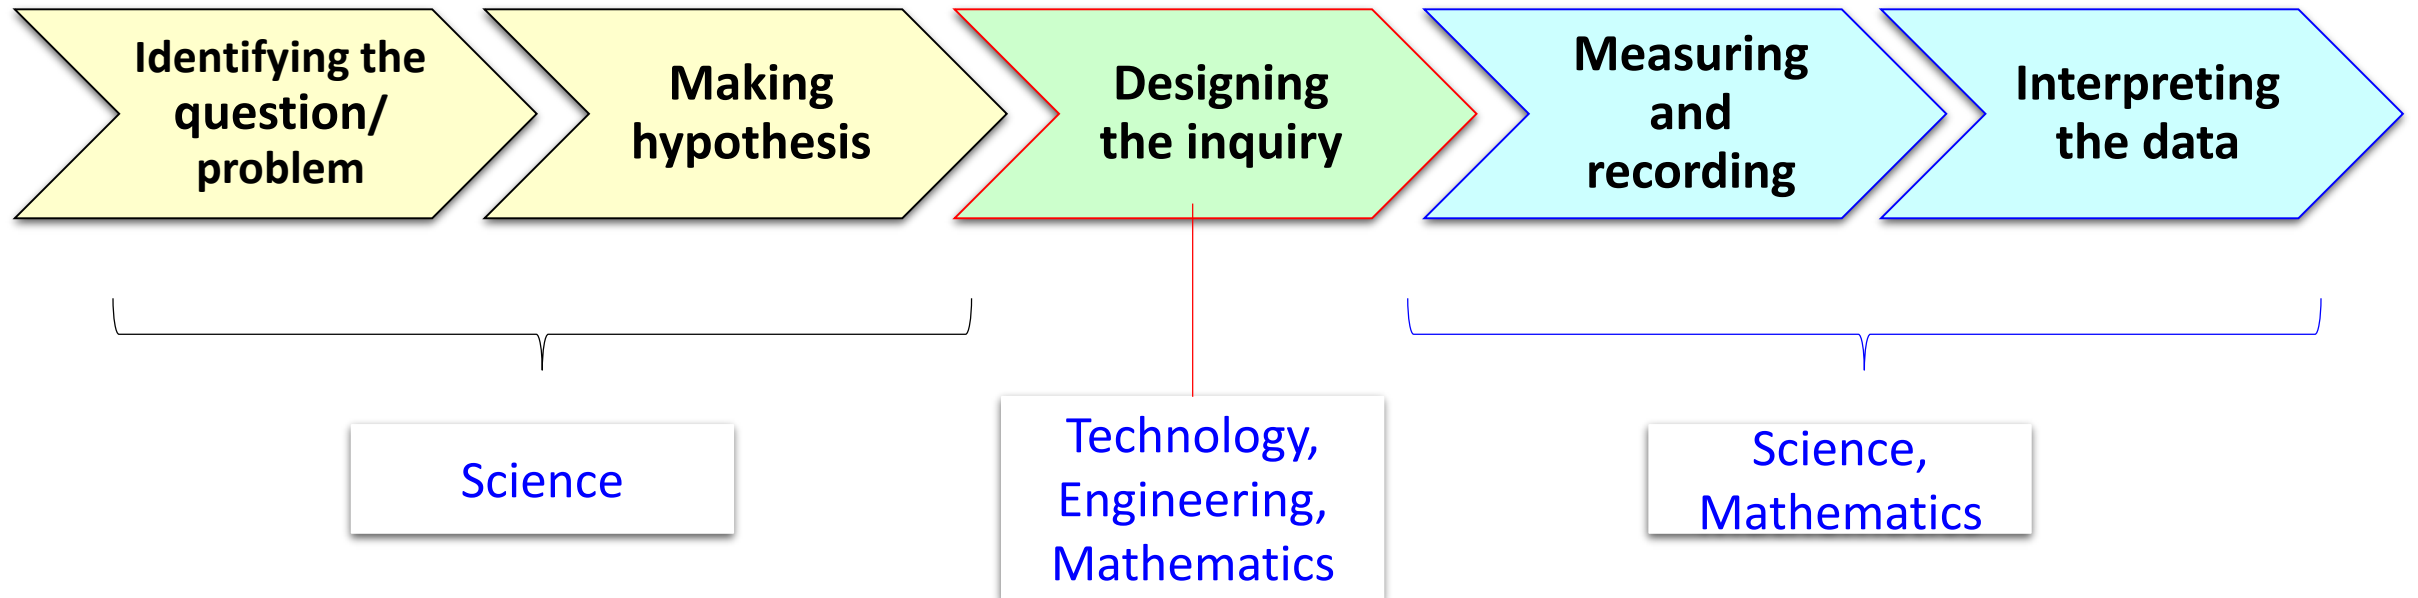 Identifying the
question/
problem
Making
hypothesis
Designing
the inquiry
Measuring
and
recording
Interpreting
the data
Science
Technology,
Engineering,
Mathematics
Science,
Mathematics